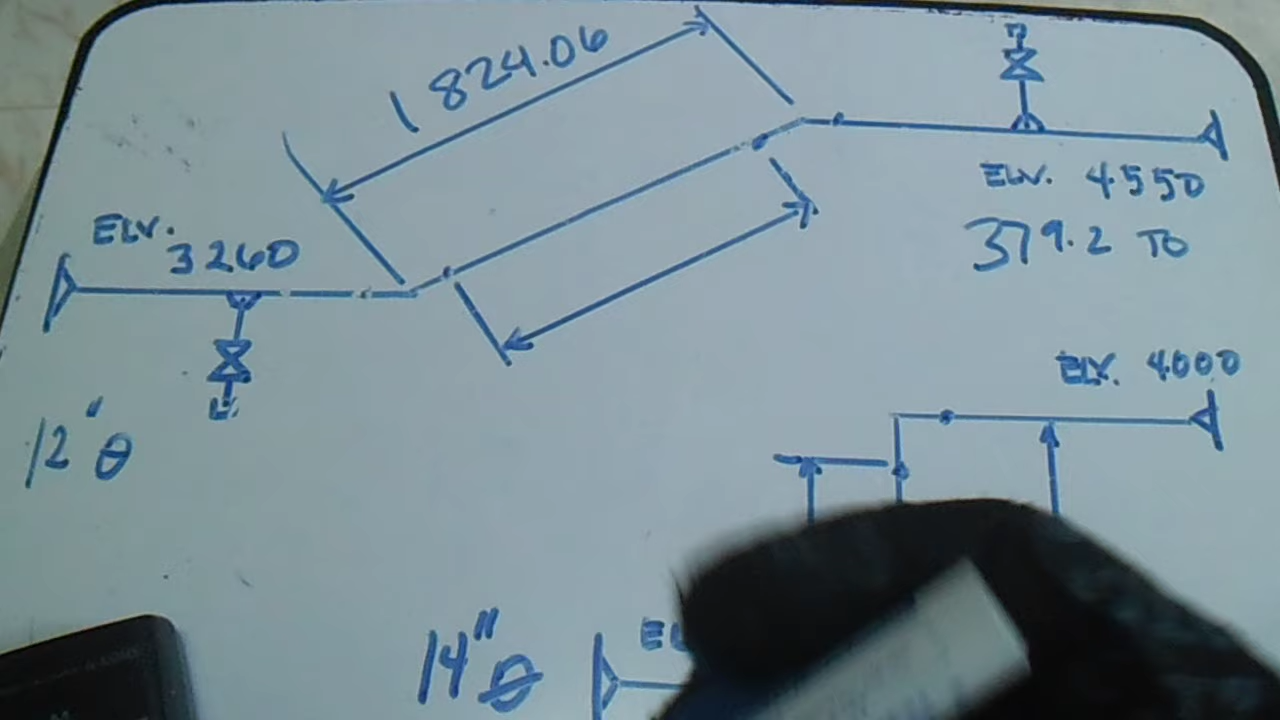 1824.06
ELV.
3260
ELV. 4550
379.2 TO
ELV. 4000
12" Ө
14" Ө